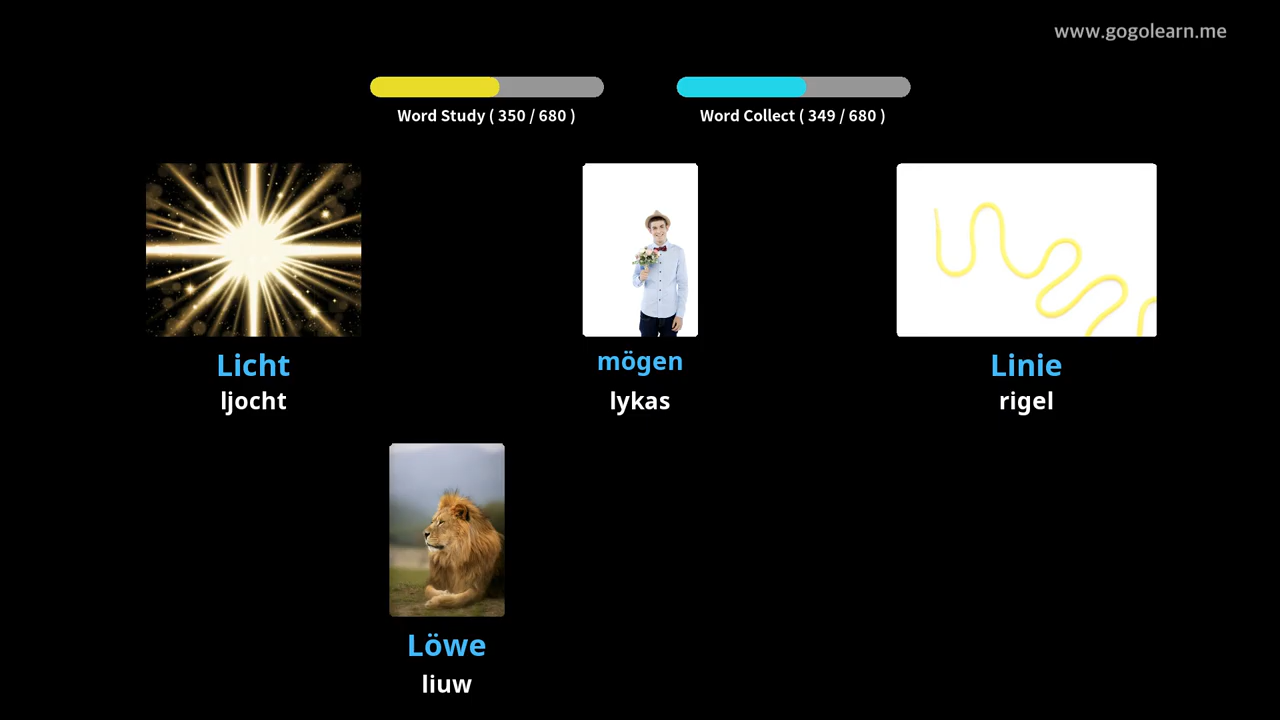 www.gogolearn.me
Word Study ( 350 / 680 )
Word Collect ( 349 / 680 )
Licht
ljocht
mögen
lykas
Linie
rigel
Löwe
liuw